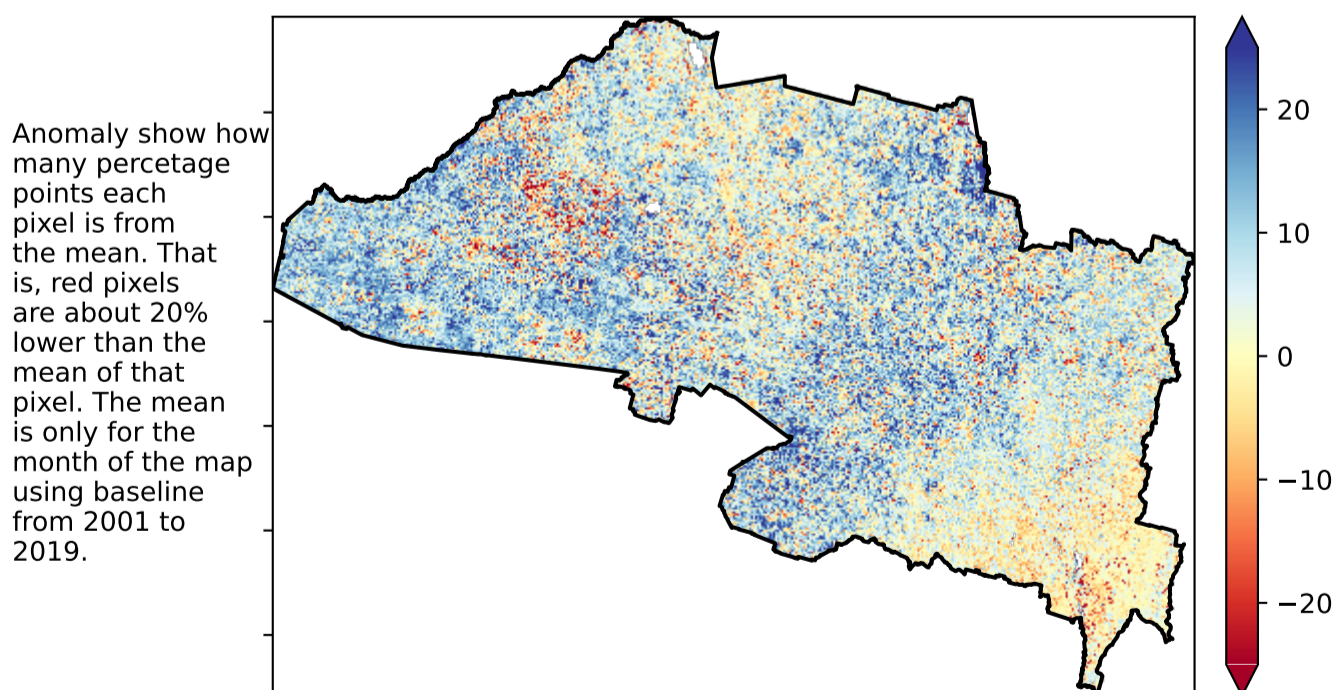 Anomaly show how
many percetage
points each
pixel is from
the mean. That
is, red pixels
are about 20%
lower than the
mean of that
pixel. The mean
is only for the
month of the map
using baseline
from 2001 to
2019.
20
10
0
−10
−20